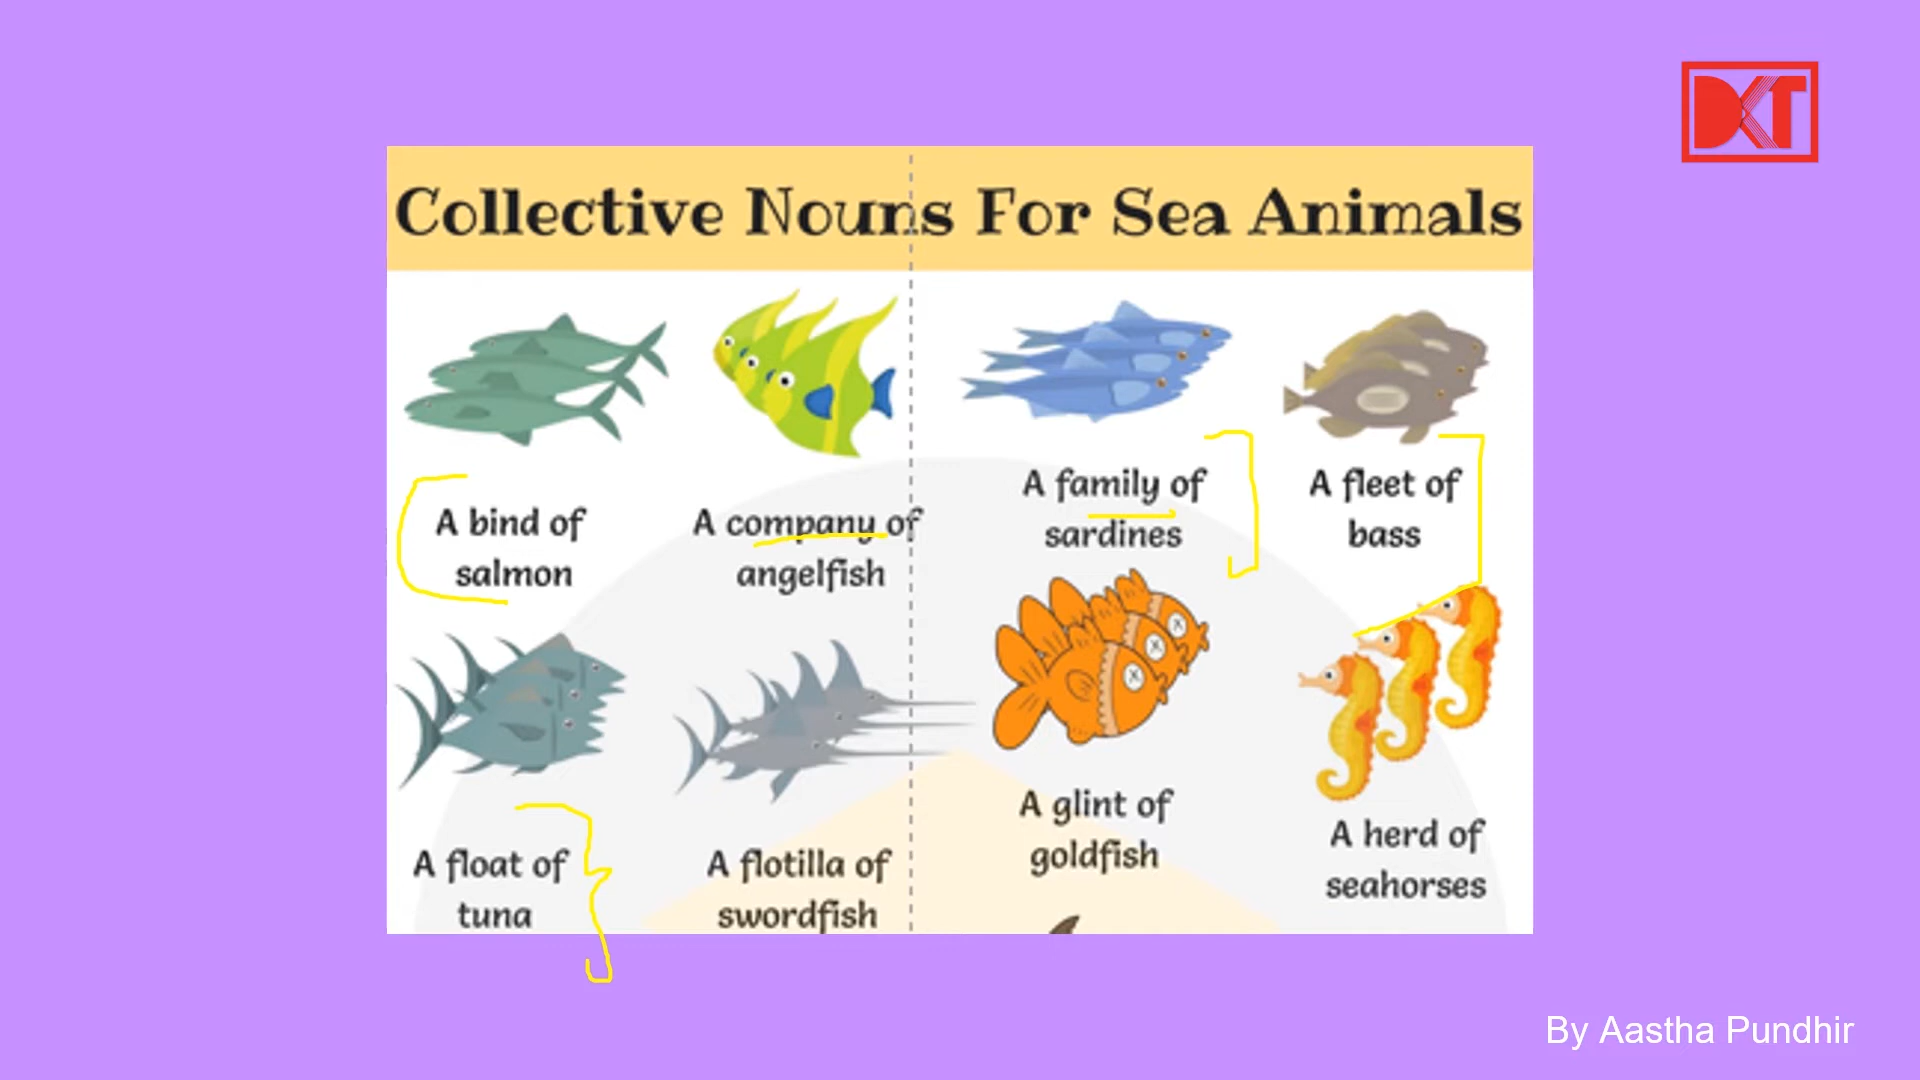 DKT
Collective Nouns For Sea Animals
A bind of
salmon
A company of
angelfish
A family of
sardines
A fleet of
bass
A float of
tuna
A flotilla of
swordfish
A glint of
goldfish
A herd of
seahorses
By Aastha Pundhir